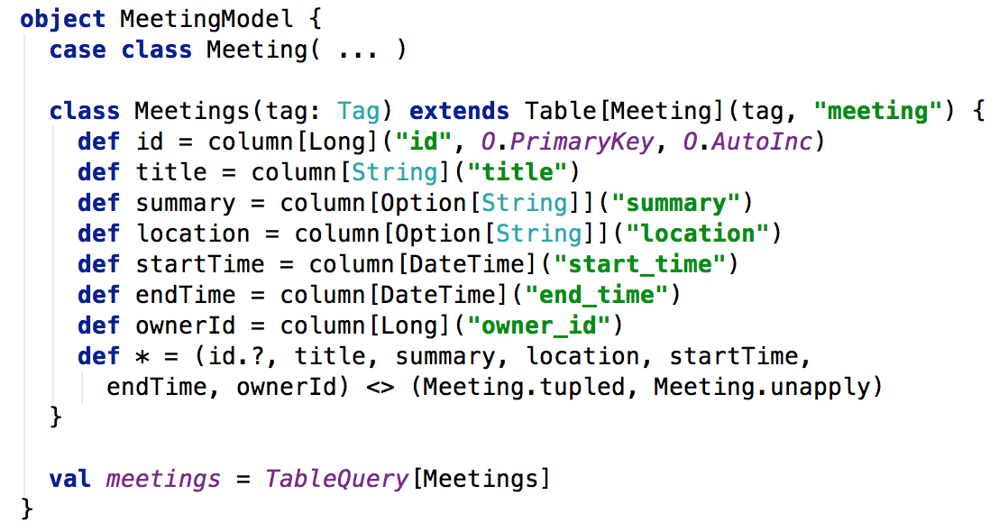 object MeetingModel {
  case class Meeting( ... )

  class Meetings(tag: Tag) extends Table[Meeting](tag, "meeting") {
    def id = column[Long]("id", O.PrimaryKey, O.AutoInc)
    def title = column[String]("title")
    def summary = column[Option[String]]("summary")
    def location = column[Option[String]]("location")
    def startTime = column[DateTime]("start_time")
    def endTime = column[DateTime]("end_time")
    def ownerId = column[Long]("owner_id")
    def * = (id.?, title, summary, location, startTime,
      endTime, ownerId) <> (Meeting.tupled, Meeting.unapply)
  }

  val meetings = TableQuery[Meetings]
}